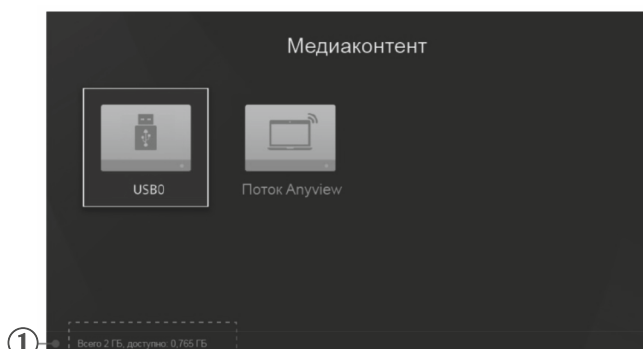 Медиаконтент
USB0
Поток Anyview
1
Всего 2 ГБ, доступно: 0,765 ГБ